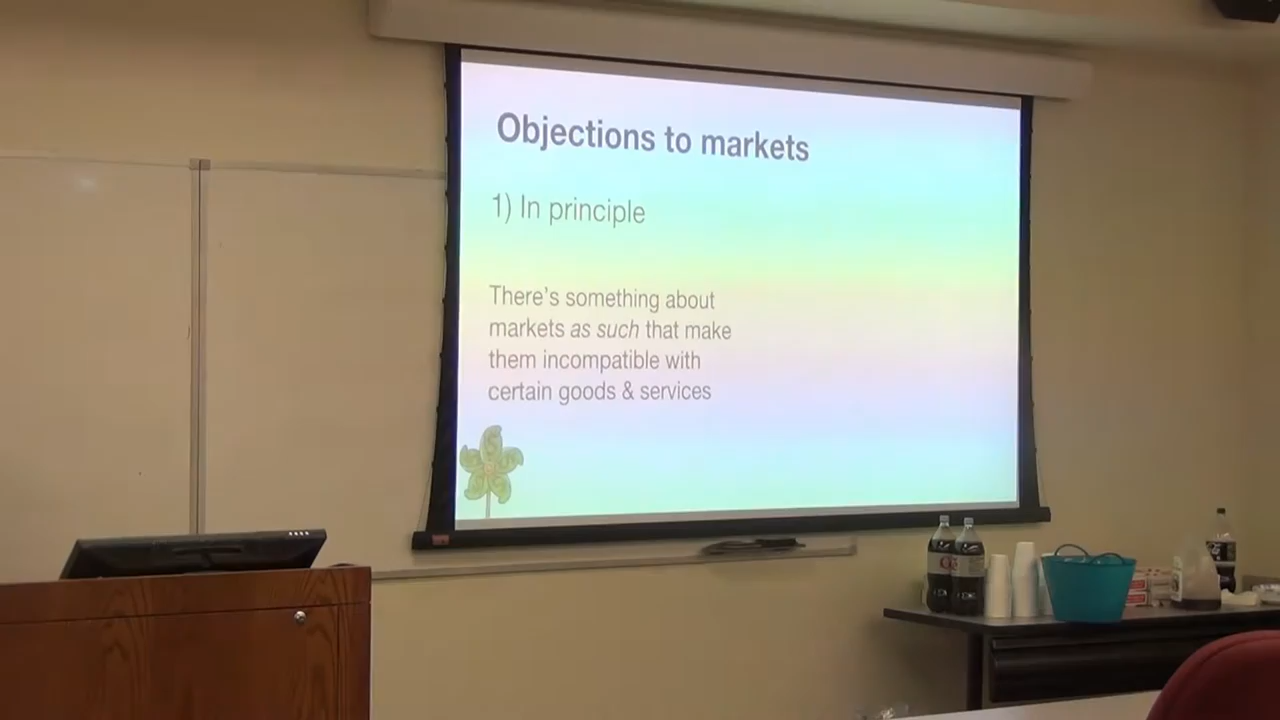 Objections to markets
1) In principle
There's something about
markets as such that make
them incompatible with
certain goods & services